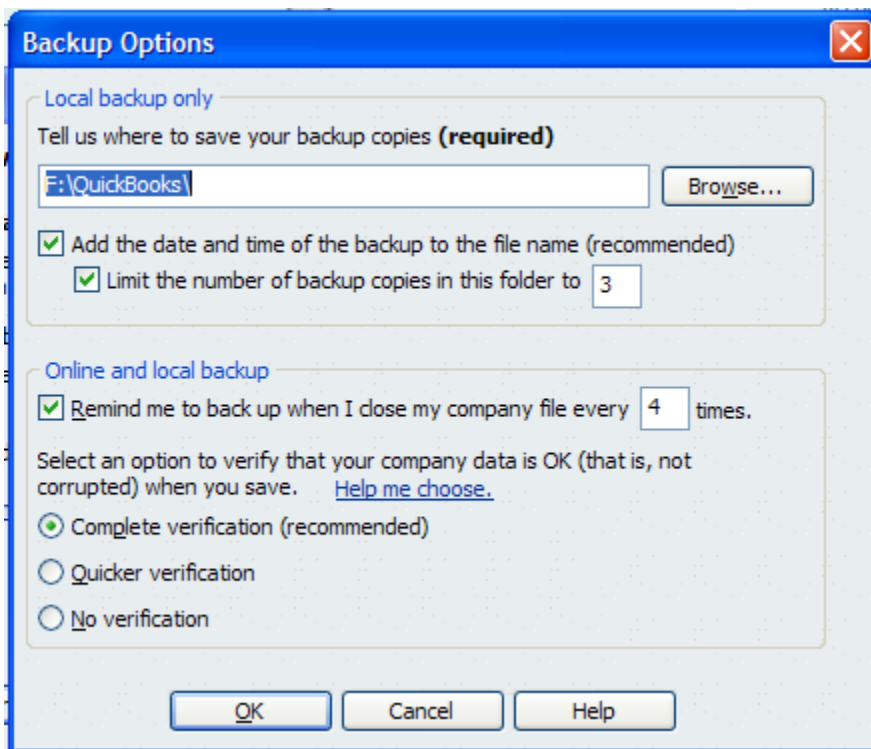 Backup Options
Local backup only
Tell us where to save your backup copies (required)
F:\QuickBooks\
Browse...
Add the date and time of the backup to the file name (recommended)
Limit the number of backup copies in this folder to 3
Online and local backup
Remind me to back up when I close my company file every 4 times.
Select an option to verify that your company data is OK (that is, not
corrupted) when you save. Help me choose.
Complete verification (recommended)
Quicker verification
No verification
OK Cancel Help